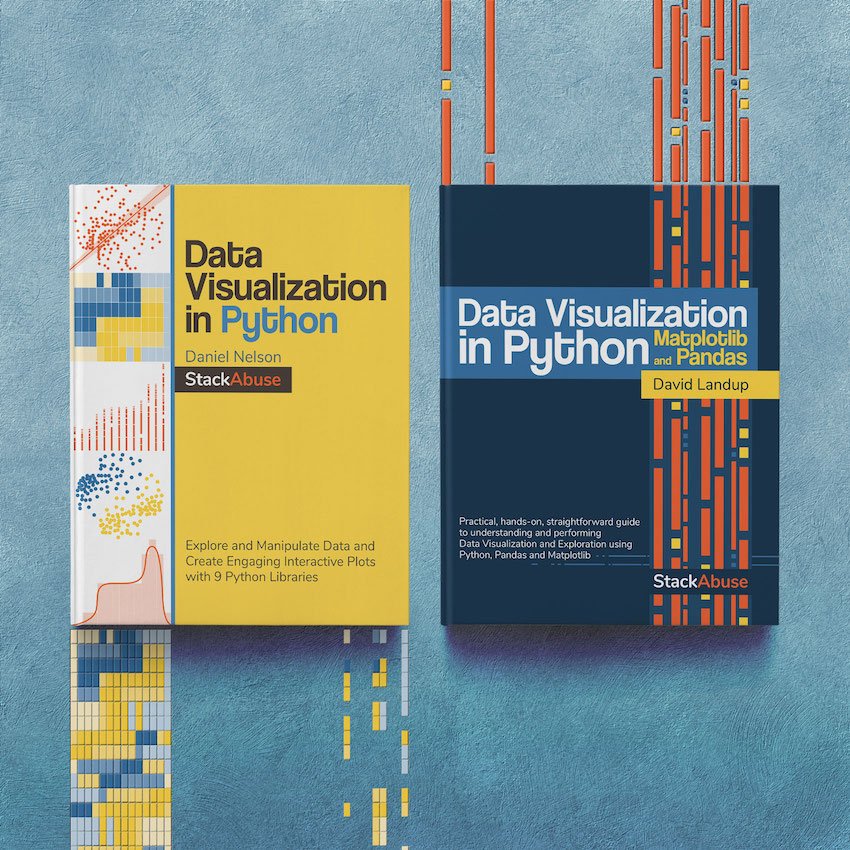 Data
Visualization
in Python
Daniel Nelson
StackAbuse
Explore and Manipulate Data and
Create Engaging Interactive Plots
with 9 Python Libraries
Data Visualization
in Python Matplotlib
and Pandas
David Landup
Practical, hands-on, straightforward guide
to understanding and performing
Data Visualization and Exploration using
Python, Pandas and Matplotlib
StackAbuse